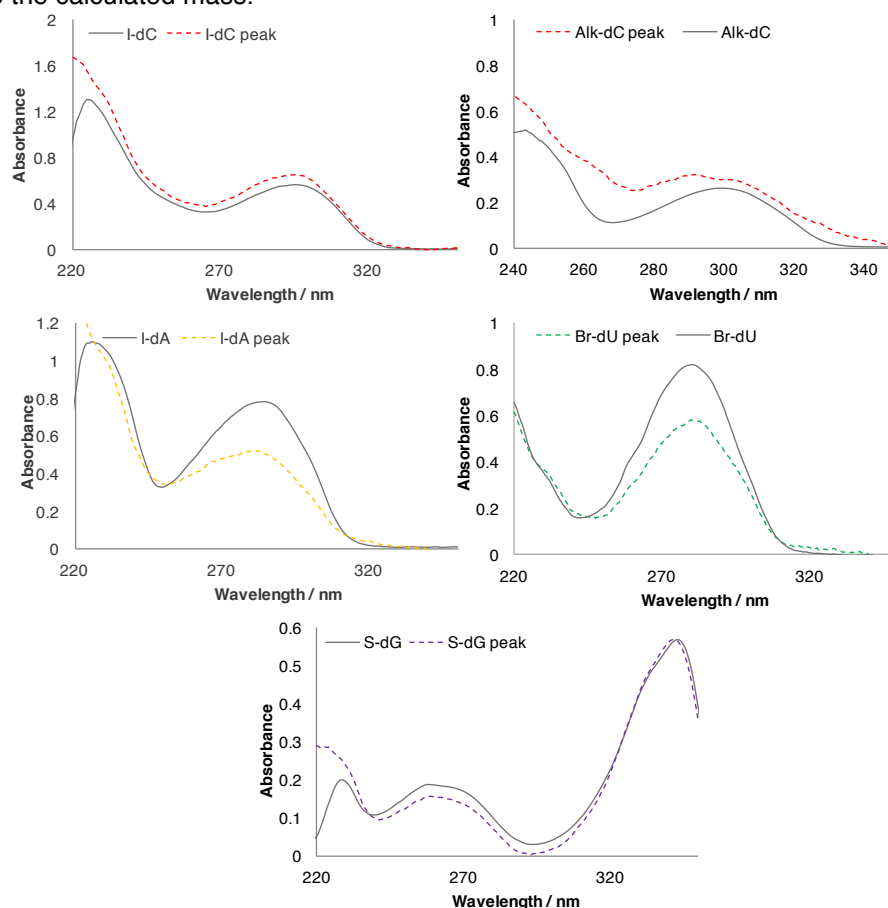 the calculated mass.
I-dC I-dC peak
Alk-dC peak Alk-dC
2
1.6
1.2
0.8
0.4
0
Absorbance
220 270 320
Wavelength / nm
1
0.8
0.6
0.4
0.2
0
Absorbance
240 260 280 300 320 340
Wavelength / nm
I-dA I-dA peak
Br-dU peak Br-dU
1.2
1
0.8
0.6
0.4
0.2
0
Absorbance
220 270 320
Wavelength / nm
1
0.8
0.6
0.4
0.2
0
Absorbance
220 270 320
Wavelength / nm
S-dG S-dG peak
0.6
0.5
0.4
0.3
0.2
0.1
0
Absorbance
220 270 320
Wavelength / nm